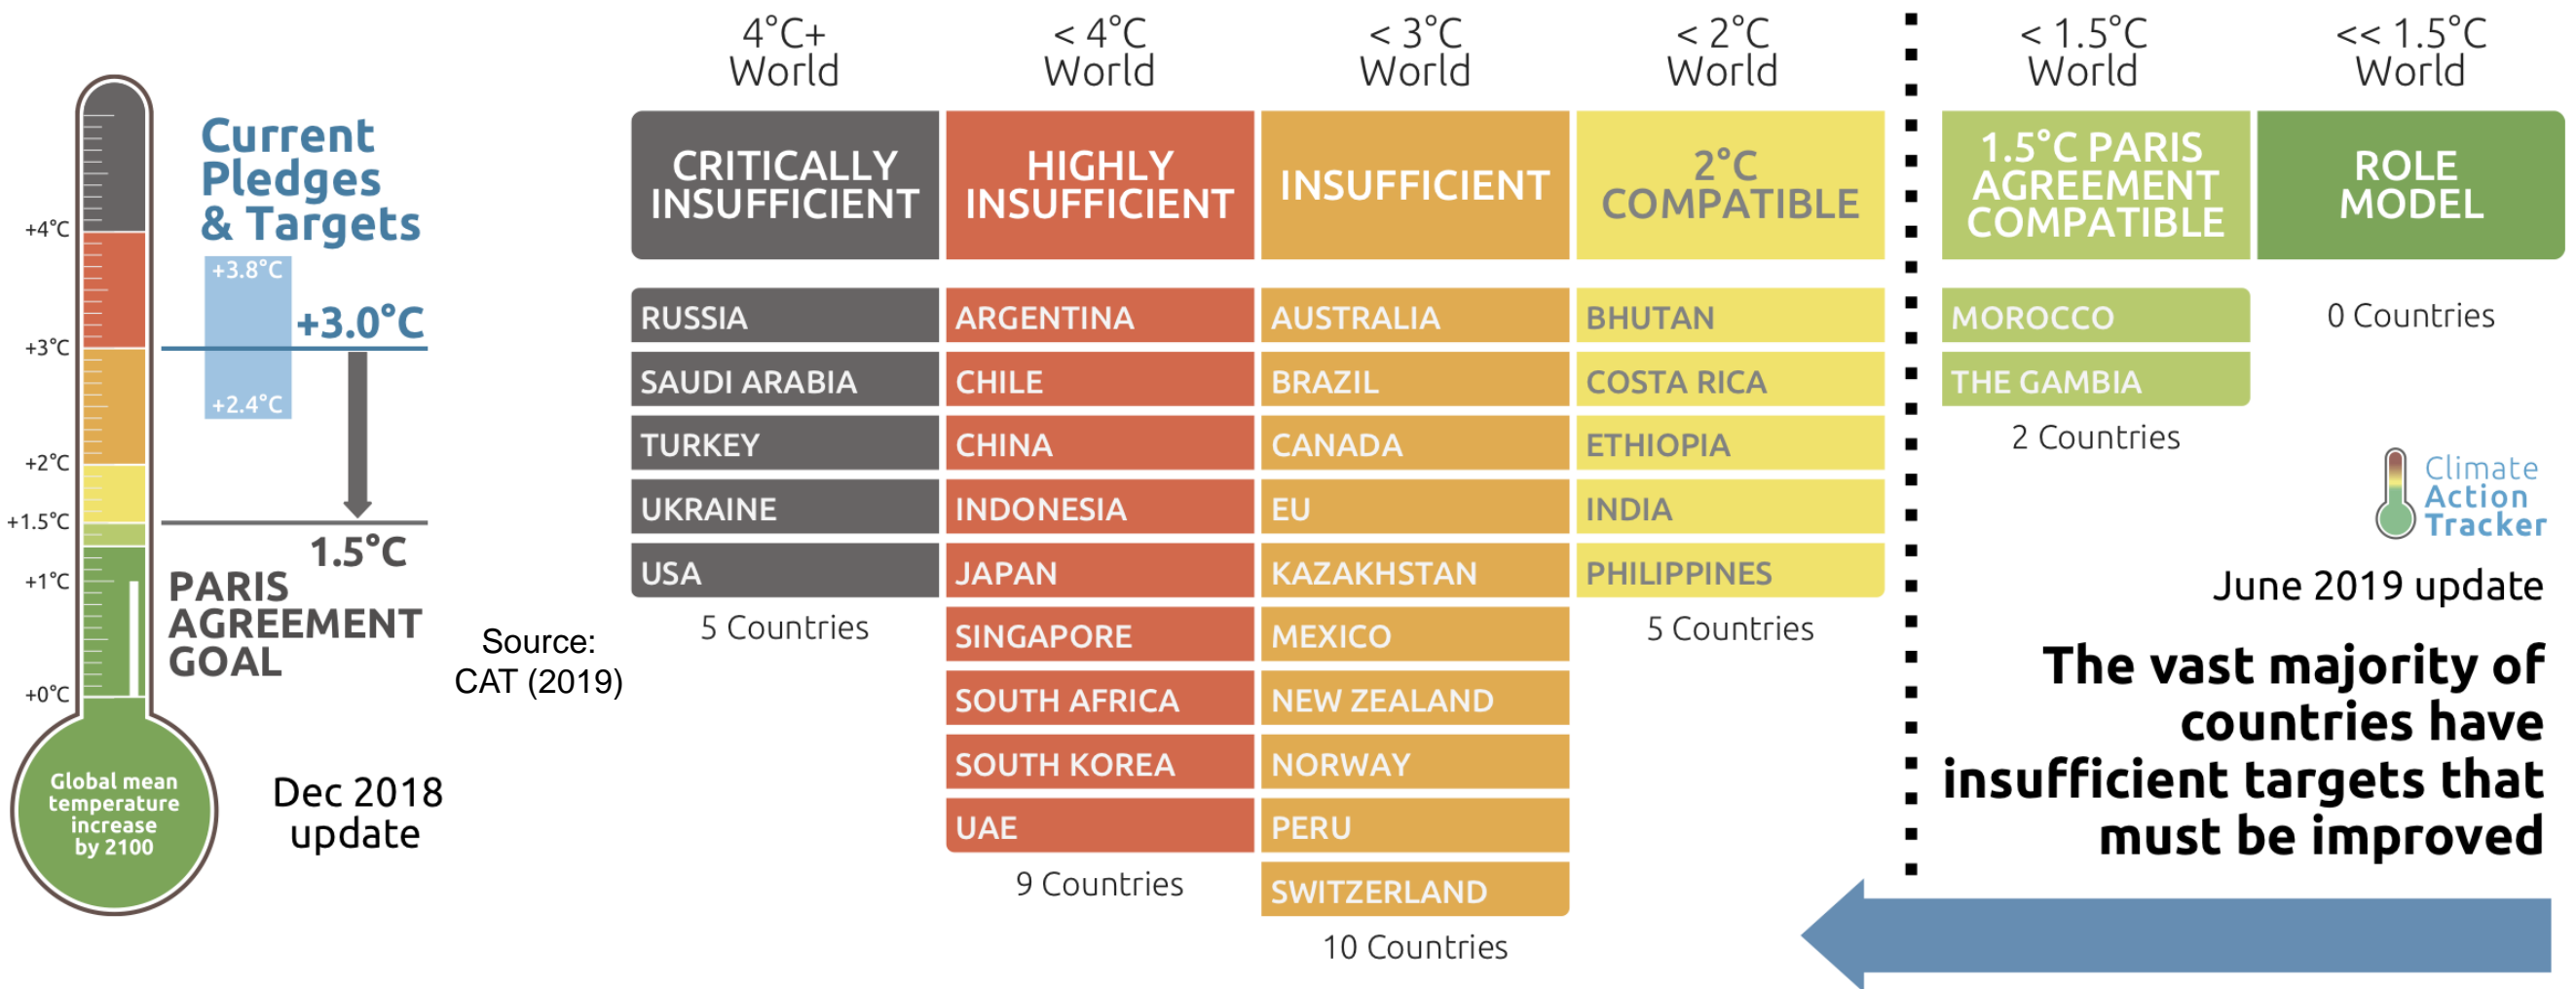 +4°C
+3°C
+2°C
+1.5°C
+1°C
+0°C
Global mean
temperature
increase
by 2100
Current
Pledges
& Targets
+3.8°C
+3.0°C
+2.4°C
1.5°C
PARIS
AGREEMENT
GOAL
Dec 2018
update
Source:
CAT (2019)
4°C+
World
CRITICALLY
INSUFFICIENT
RUSSIA
SAUDI ARABIA
TURKEY
UKRAINE
USA
5 Countries
< 4°C
World
HIGHLY
INSUFFICIENT
ARGENTINA
CHILE
CHINA
INDONESIA
JAPAN
SINGAPORE
SOUTH AFRICA
SOUTH KOREA
UAE
9 Countries
< 3°C
World
INSUFFICIENT
AUSTRALIA
BRAZIL
CANADA
EU
KAZAKHSTAN
MEXICO
NEW ZEALAND
NORWAY
PERU
SWITZERLAND
10 Countries
< 2°C
World
2°C
COMPATIBLE
BHUTAN
COSTA RICA
ETHIOPIA
INDIA
PHILIPPINES
5 Countries
< 1.5°C
World
1.5°C PARIS
AGREEMENT
COMPATIBLE
MOROCCO
THE GAMBIA
2 Countries
<< 1.5°C
World
ROLE
MODEL
0 Countries
Climate
Action
Tracker
June 2019 update
The vast majority of
countries have
insufficient targets that
must be improved